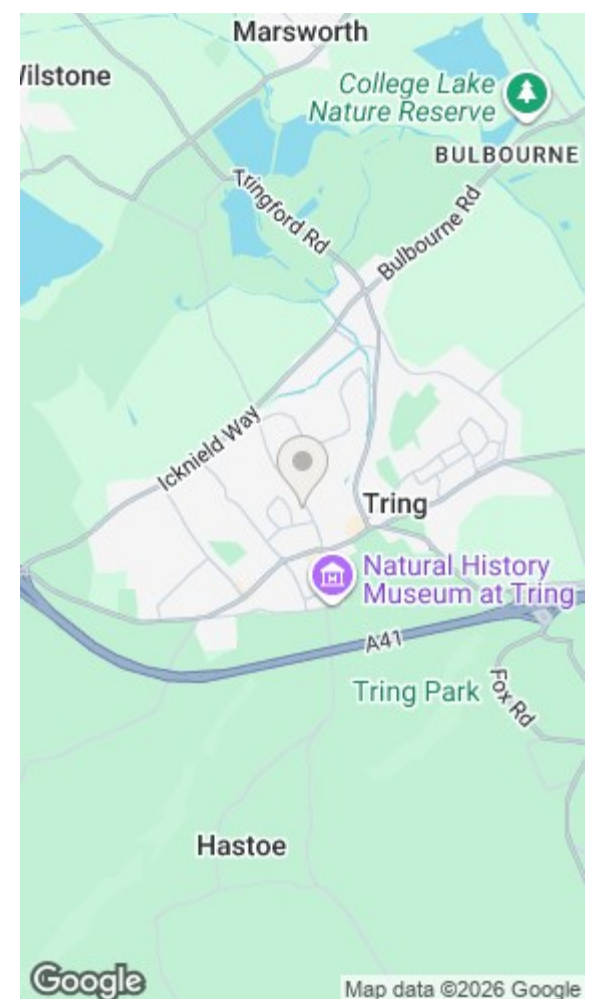 Marsworth
Wilstone
College Lake
Nature Reserve
BULBOURNE
Tringford Rd
Bulbourne Rd
Icknield Way
Tring
Natural History
Museum at Tring
A41
Tring Park
Fox Rd
Hastoe
Google
Map data ©2026 Google